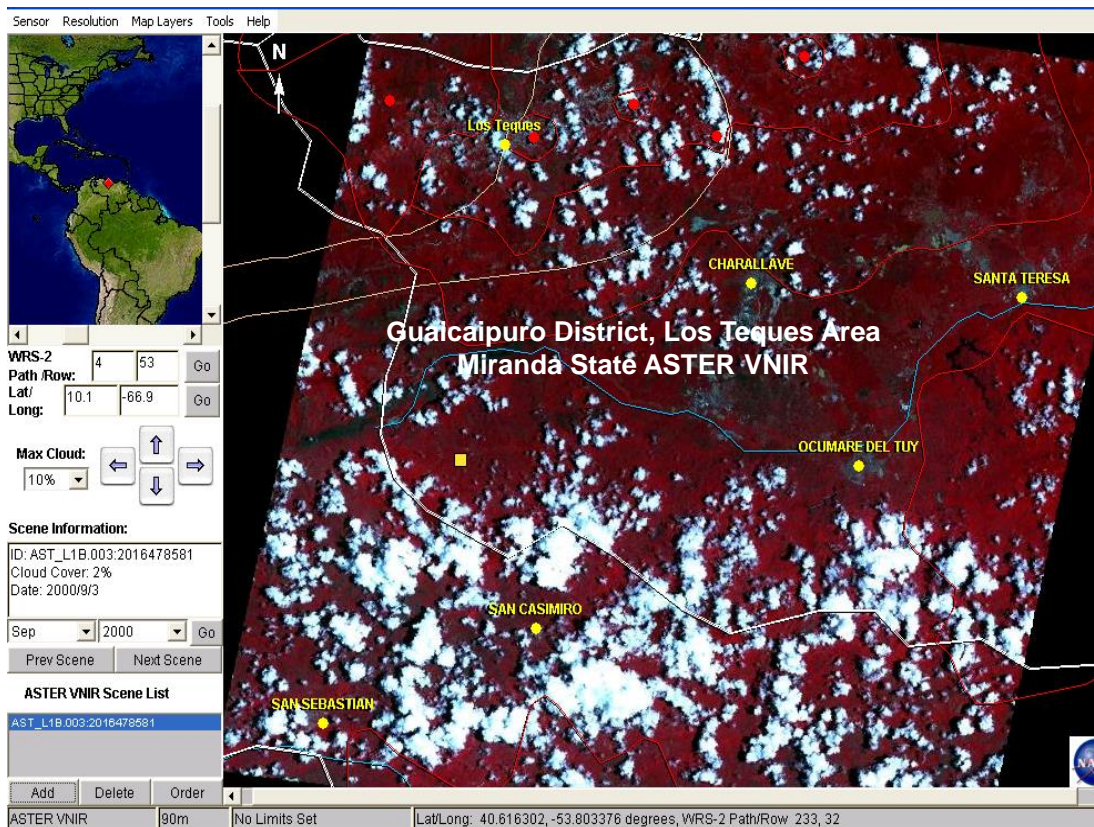 Sensor Resolution Map Layers Tools Help
N
Los Teques
CHARALLAVE
SANTA TERESA
Guaicaipuro District, Los Teques Area
Miranda State ASTER VNIR
OCUMARE DEL TUY
SAN CASIMIRO
SAN SEBASTIAN
WRS-2
Path /Row: 4 53 Go
Lat/
Long: 10.1 -66.9 Go
Max Cloud:
10%
Scene Information:
ID: AST_L1B.003:2016478581
Cloud Cover: 2%
Date: 2000/9/3
Sep 2000 Go
Prev Scene Next Scene
ASTER VNIR Scene List
AST_L1B.003:2016478581
Add Delete Order
ASTER VNIR 90m No Limits Set Lat/Long: 40.616302, -53.803376 degrees, WRS-2 Path/Row 233, 32